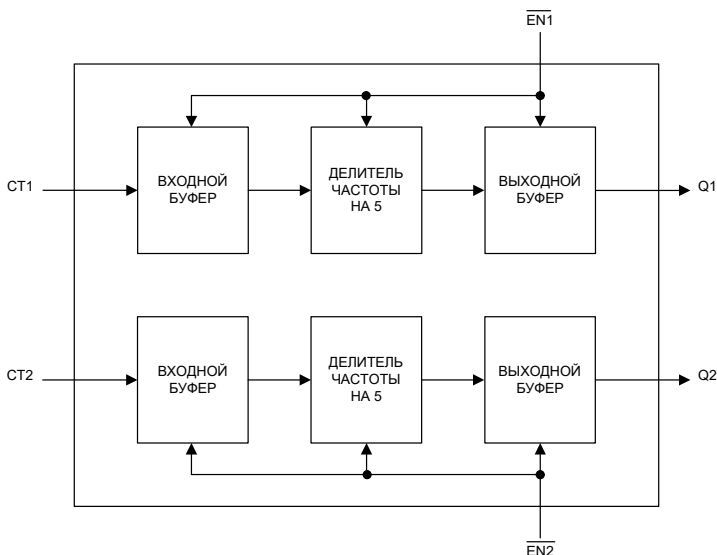 EN1
CT1
ВХОДНОЙ
БУФЕР
ДЕЛИТЕЛЬ
ЧАСТОТЫ
НА 5
ВЫХОДНОЙ
БУФЕР
Q1
CT2
ВХОДНОЙ
БУФЕР
ДЕЛИТЕЛЬ
ЧАСТОТЫ
НА 5
ВЫХОДНОЙ
БУФЕР
Q2
EN2